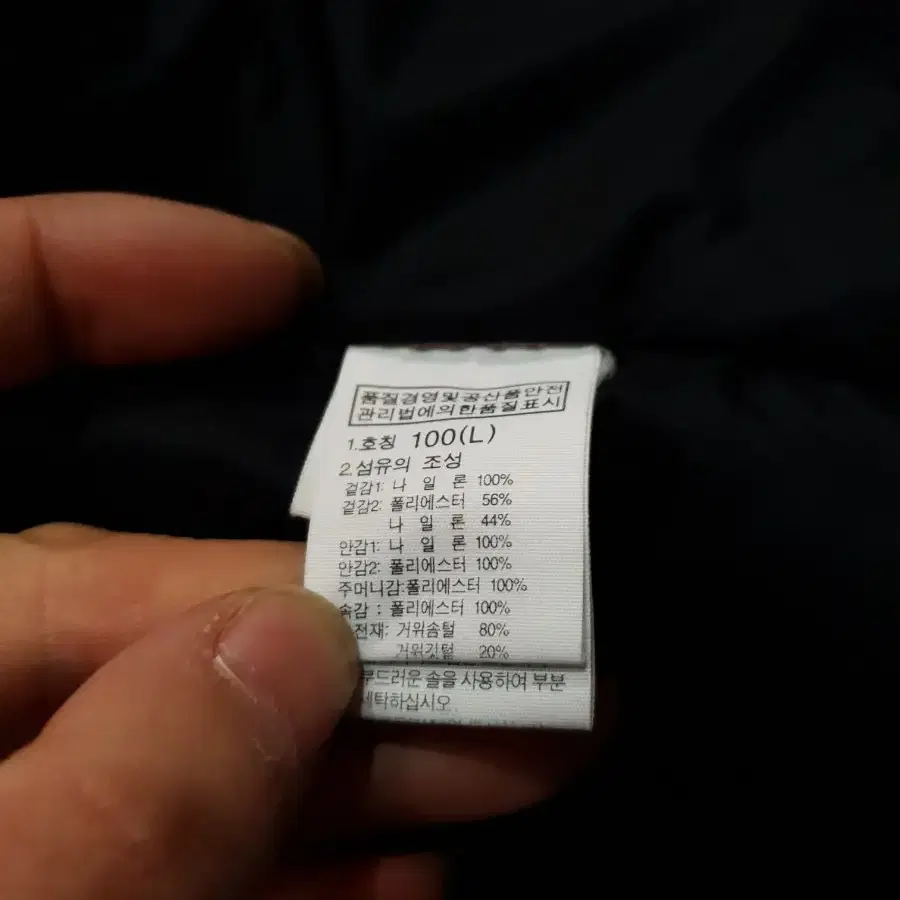 품질경영및공산품안전
관리법에의한품질표시
1.호칭 100(L)
2.섬유의 조성
겉감1: 나 일 론 100%
겉감2: 폴리에스터 56%
나 일 론 44%
안감1: 나 일 론 100%
안감2: 폴리에스터 100%
주머니감:폴리에스터 100%
속감 : 폴리에스터 100%
전재: 거위솜털 80%
거위깃털 20%
부드러운 솔을 사용하여 부분
세탁하십시오